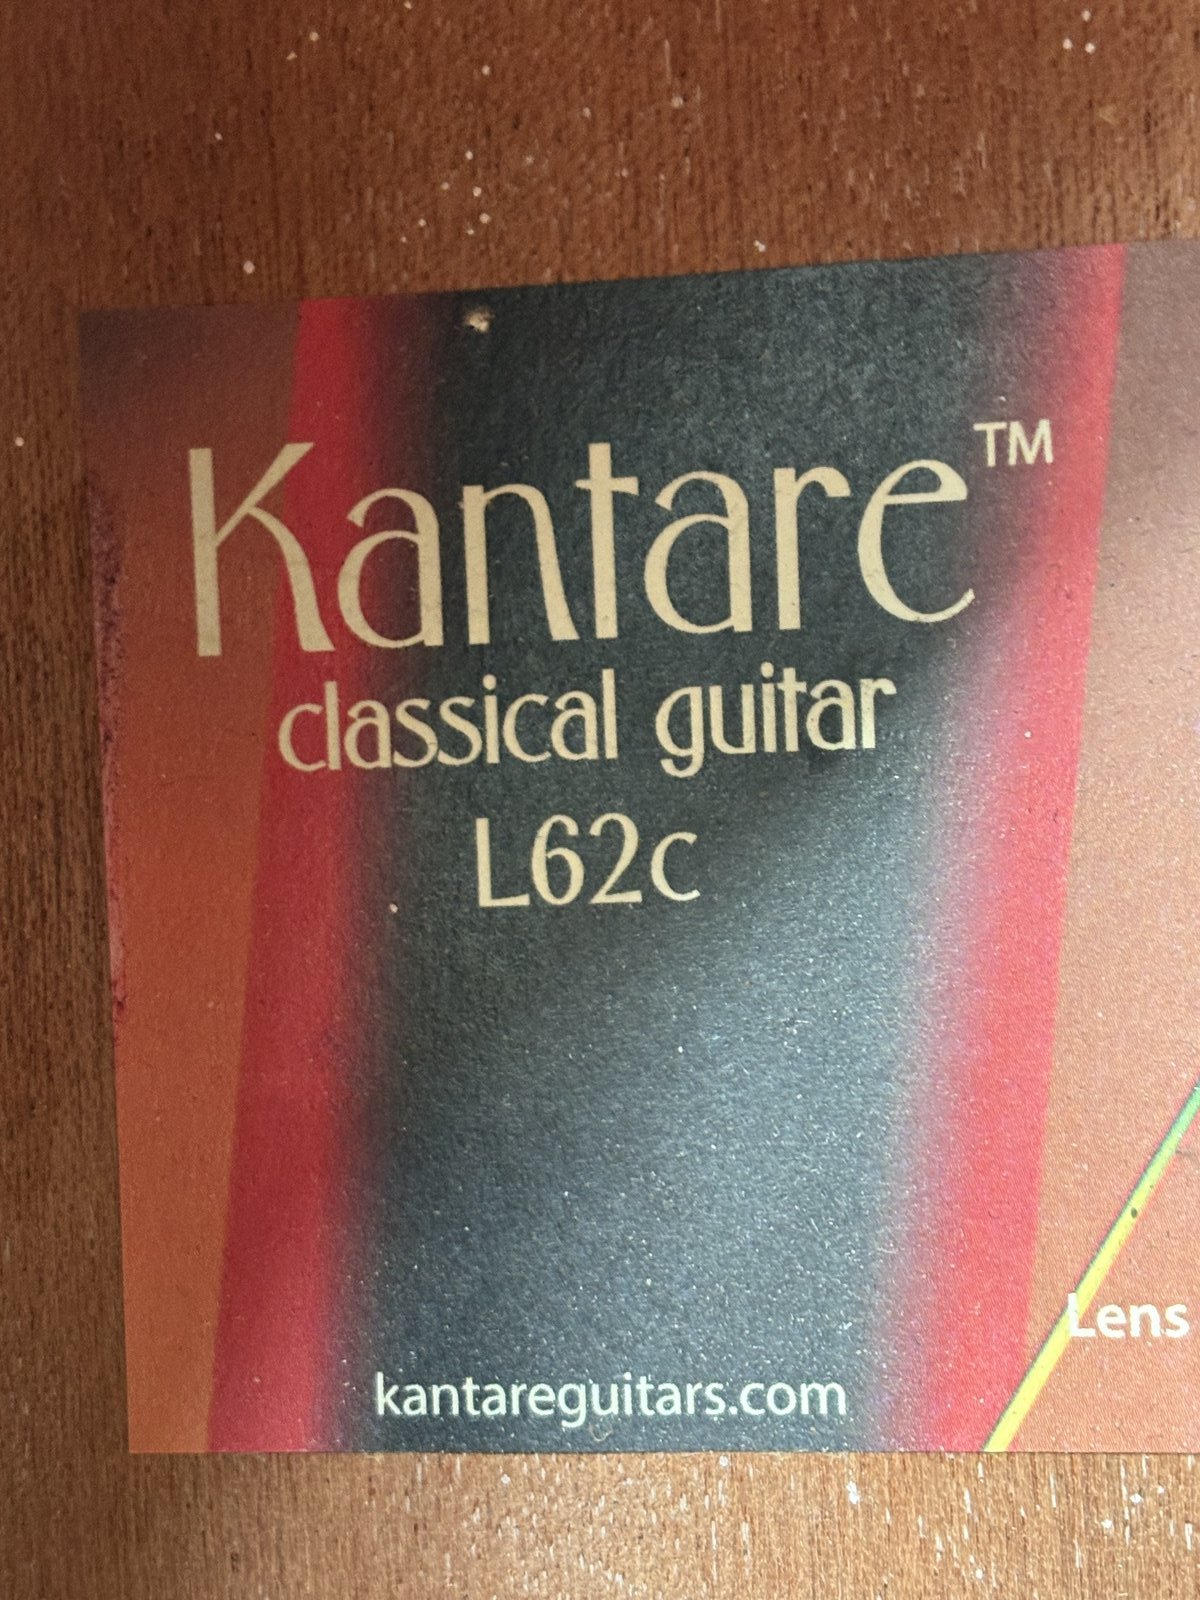 Kantare™
classical guitar
L62c
Lens
kantareguitars.com